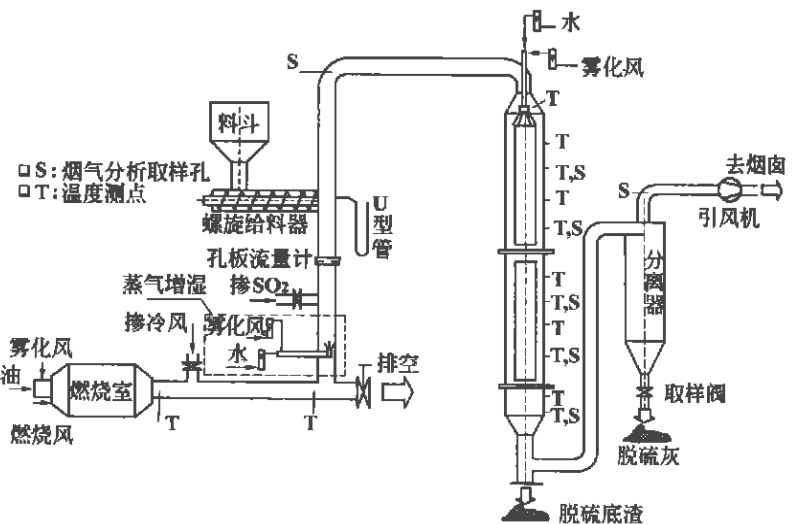 水
雾化风
S
T
料斗
T
S：烟气分析取样孔
T：温度测点
T,S
T
S
去烟囱
U
型
管
螺旋给料器
T,S
引风机
孔板流量计
分
离
器
蒸气增湿
掺SO₂
T
T,S
掺冷风
雾化风
T
雾化风
水
T,S
排空
油
燃烧室
T
取样阀
T
T
T,S
燃烧风
脱硫灰
脱硫底渣